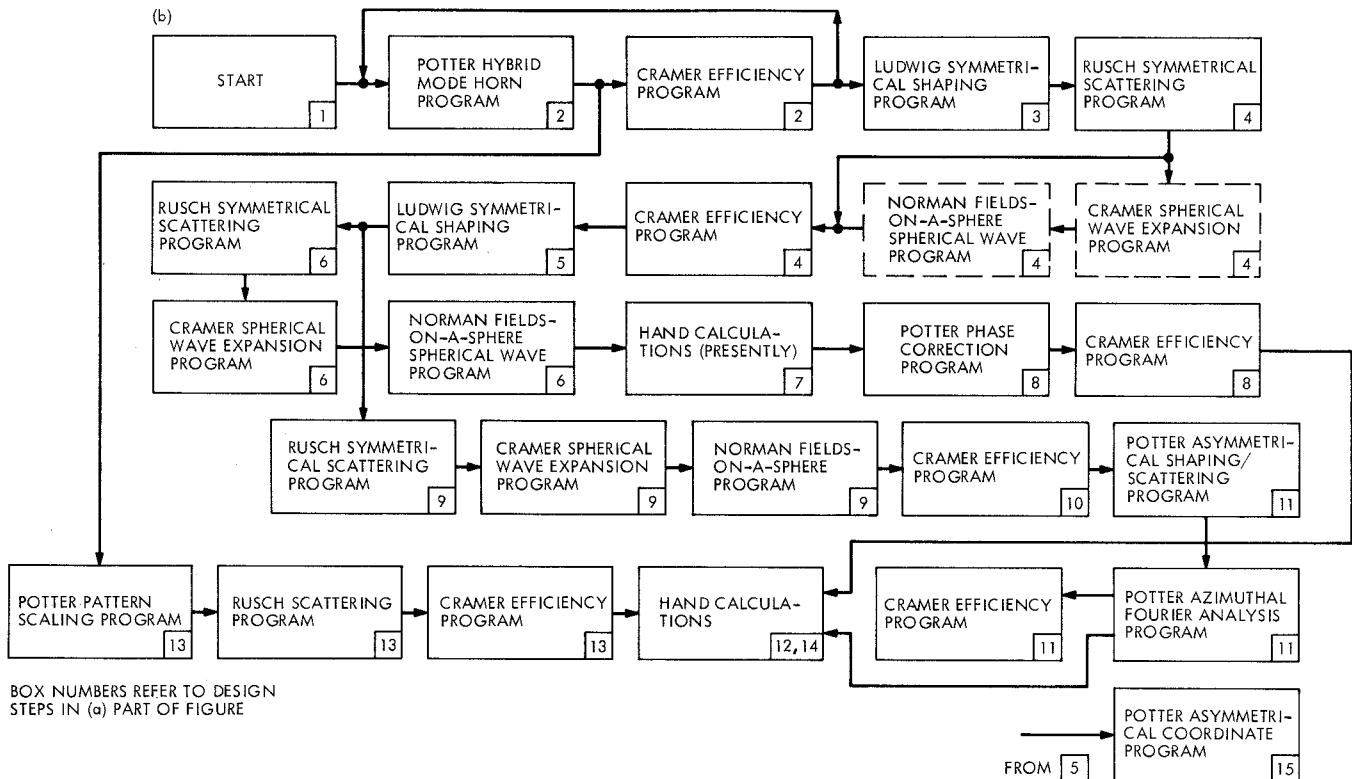 (b)
START
1
POTTER HYBRID
MODE HORN
PROGRAM
2
CRAMER EFFICIENCY
PROGRAM
2
LUDWIG SYMMETRI-
CAL SHAPING
PROGRAM
3
RUSCH SYMMETRICAL
SCATTERING
PROGRAM
4
RUSCH SYMMETRICAL
SCATTERING
PROGRAM
6
LUDWIG SYMMETRI-
CAL SHAPING
PROGRAM
5
CRAMER EFFICIENCY
PROGRAM
4
NORMAN FIELDS-
ON-A-SPHERE
SPHERICAL WAVE
PROGRAM
4
CRAMER SPHERICAL
WAVE EXPANSION
PROGRAM
4
CRAMER SPHERICAL
WAVE EXPANSION
PROGRAM
6
NORMAN FIELDS-
ON-A-SPHERE
SPHERICAL WAVE
PROGRAM
6
HAND CALCULA-
TIONS (PRESENTLY)
7
POTTER PHASE
CORRECTION
PROGRAM
8
CRAMER EFFICIENCY
PROGRAM
8
RUSCH SYMMETRI-
CAL SCATTERING
PROGRAM
9
CRAMER SPHERICAL
WAVE EXPANSION
PROGRAM
9
NORMAN FIELDS-
ON-A-SPHERE
PROGRAM
9
CRAMER EFFICIENCY
PROGRAM
10
POTTER ASYMMETRI-
CAL SHAPING/
SCATTERING
PROGRAM
11
POTTER PATTERN
SCALING PROGRAM
13
RUSCH SCATTERING
PROGRAM
13
CRAMER EFFICIENCY
PROGRAM
13
HAND CALCULA-
TIONS
12, 14
CRAMER EFFICIENCY
PROGRAM
11
POTTER AZIMUTHAL
FOURIER ANALYSIS
PROGRAM
11
BOX NUMBERS REFER TO DESIGN
STEPS IN (a) PART OF FIGURE
FROM 5
POTTER ASYMMETRI-
CAL COORDINATE
PROGRAM
15